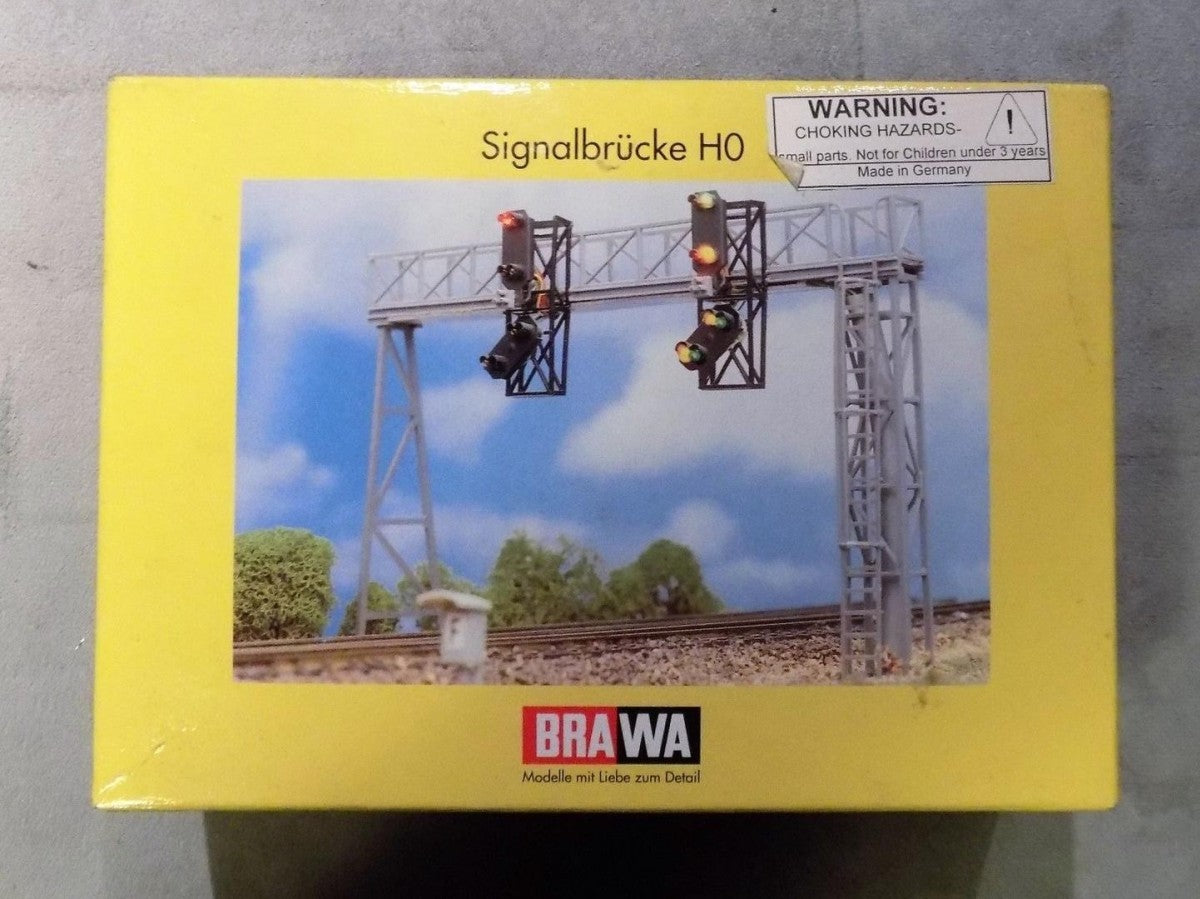 Signalbrücke H0
WARNING:
CHOKING HAZARDS-
small parts. Not for Children under 3 years
Made in Germany
!
F
BRAWA
Modelle mit Liebe zum Detail